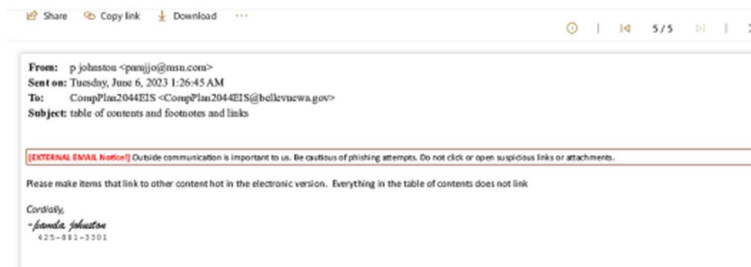 Share Copy link Download ...
5/5
From: p johnston <pamjjo@msn.com>
Sent on: Tuesday, June 6, 2023 1:26:45 AM
To: CompPlan2044EIS <CompPlan2044EIS@bellevuewa.gov>
Subject: table of contents and footnotes and links
[EXTERNAL EMAIL Notice!] Outside communication is important to us. Be cautious of phishing attempts. Do not click or open suspicious links or attachments.
Please make items that link to other content hot in the electronic version. Everything in the table of contents does not link
Cordially,
-pamela johnston
425-881-3301